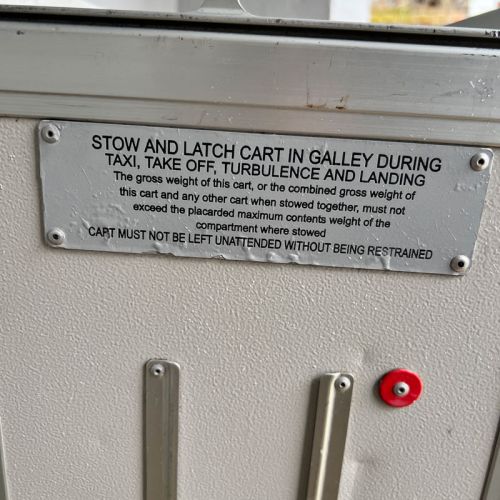 STOW AND LATCH CART IN GALLEY DURING
TAXI, TAKE OFF, TURBULENCE AND LANDING
The gross weight of this cart, or the combined gross weight of
this cart and any other cart when stowed together, must not
exceed the placarded maximum contents weight of the
compartment where stowed
CAPT MUST NOT BE LEFT UNATTENDED WITHOUT BEING RESTRAINED